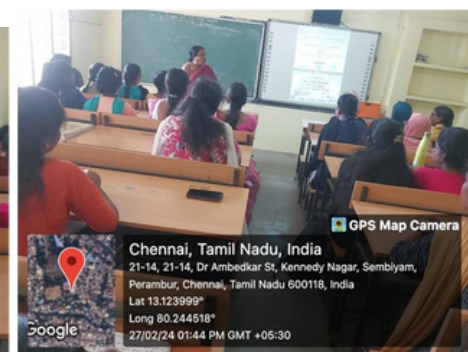 GPS Map Camera
Chennai, Tamil Nadu, India
21-14, 21-14, Dr Ambedkar St, Kennedy Nagar, Sembiyam,
Perambur, Chennai, Tamil Nadu 600118, India
Lat 13.123999°
Long 80.244518°
27/02/24 01:44 PM GMT +05:30
Google